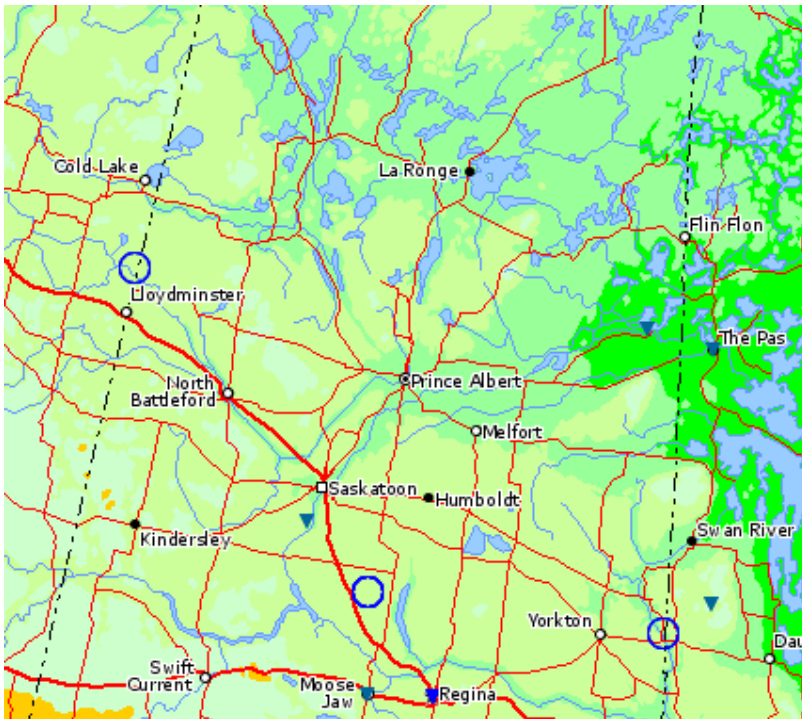 Cold Lake
La Ronge
Flin Flon
Lloydminster
The Pas
North
Battleford
Prince Albert
Melfort
Saskatoon
Humboldt
Kindersley
Swan River
Yorkton
Dau
Swift
Current
Moose
Jaw
Regina